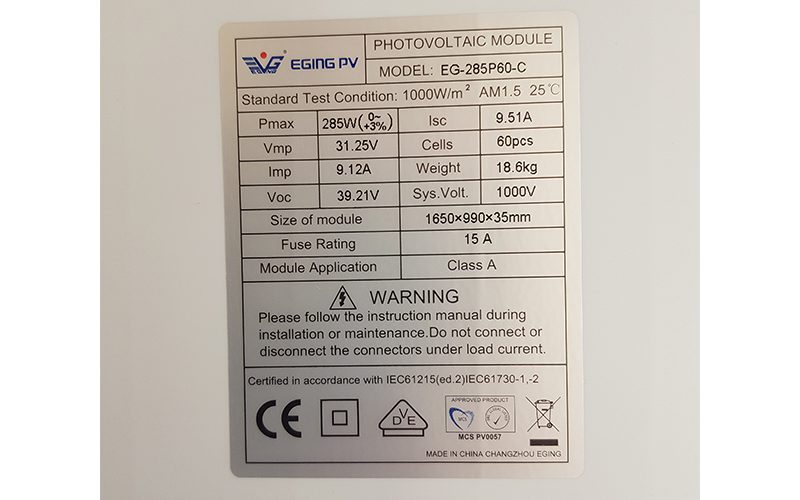 EGING PV
PHOTOVOLTAIC MODULE
MODEL: EG-285P60-C
Standard Test Condition: 1000W/m² AM1.5 25℃
Pmax 285W(0~+3%) Isc 9.51A
Vmp 31.25V Cells 60pcs
Imp 9.12A Weight 18.6kg
Voc 39.21V Sys.Volt. 1000V
Size of module 1650×990×35mm
Fuse Rating 15 A
Module Application Class A
WARNING
Please follow the instruction manual during
installation or maintenance.Do not connect or
disconnect the connectors under load current.
Certified in accordance with IEC61215(ed.2)IEC61730-1,-2
CE
DVE
APPROVED PRODUCT
MCS
MCS PV0057
MADE IN CHINA CHANGZHOU EGING